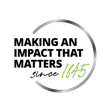 MAKING AN
IMPACT THAT
MATTERS
since 1845